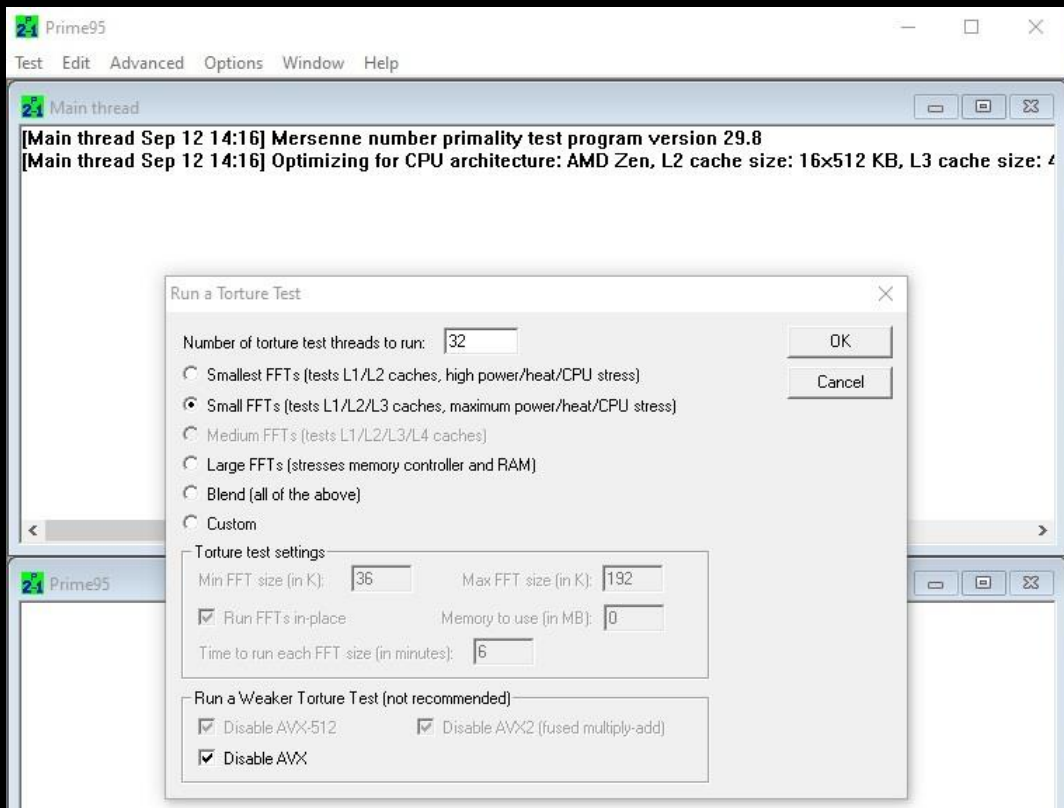 Prime95
Test Edit Advanced Options Window Help
Main thread
[Main thread Sep 12 14:16] Mersenne number primality test program version 29.8
[Main thread Sep 12 14:16] Optimizing for CPU architecture: AMD Zen, L2 cache size: 16x512 KB, L3 cache size:
Run a Torture Test
Number of torture test threads to run: 32
OK
Smallest FFTs (tests L1/L2 caches, high power/heat/CPU stress)
Cancel
Small FFTs (tests L1/L2/L3 caches, maximum power/heat/CPU stress)
Medium FFTs (tests L1/L2/L3/L4 caches)
Large FFTs (stresses memory controller and RAM)
Blend (all of the above)
Custom
Torture test settings
Min FFT size (in K): 36 Max FFT size (in K): 192
Run FFTs in-place Memory to use (in MB): 0
Time to run each FFT size (in minutes): 6
Prime95
Run a Weaker Torture Test (not recommended)
Disable AVX-512 Disable AVX2 (fused multiply-add)
Disable AVX